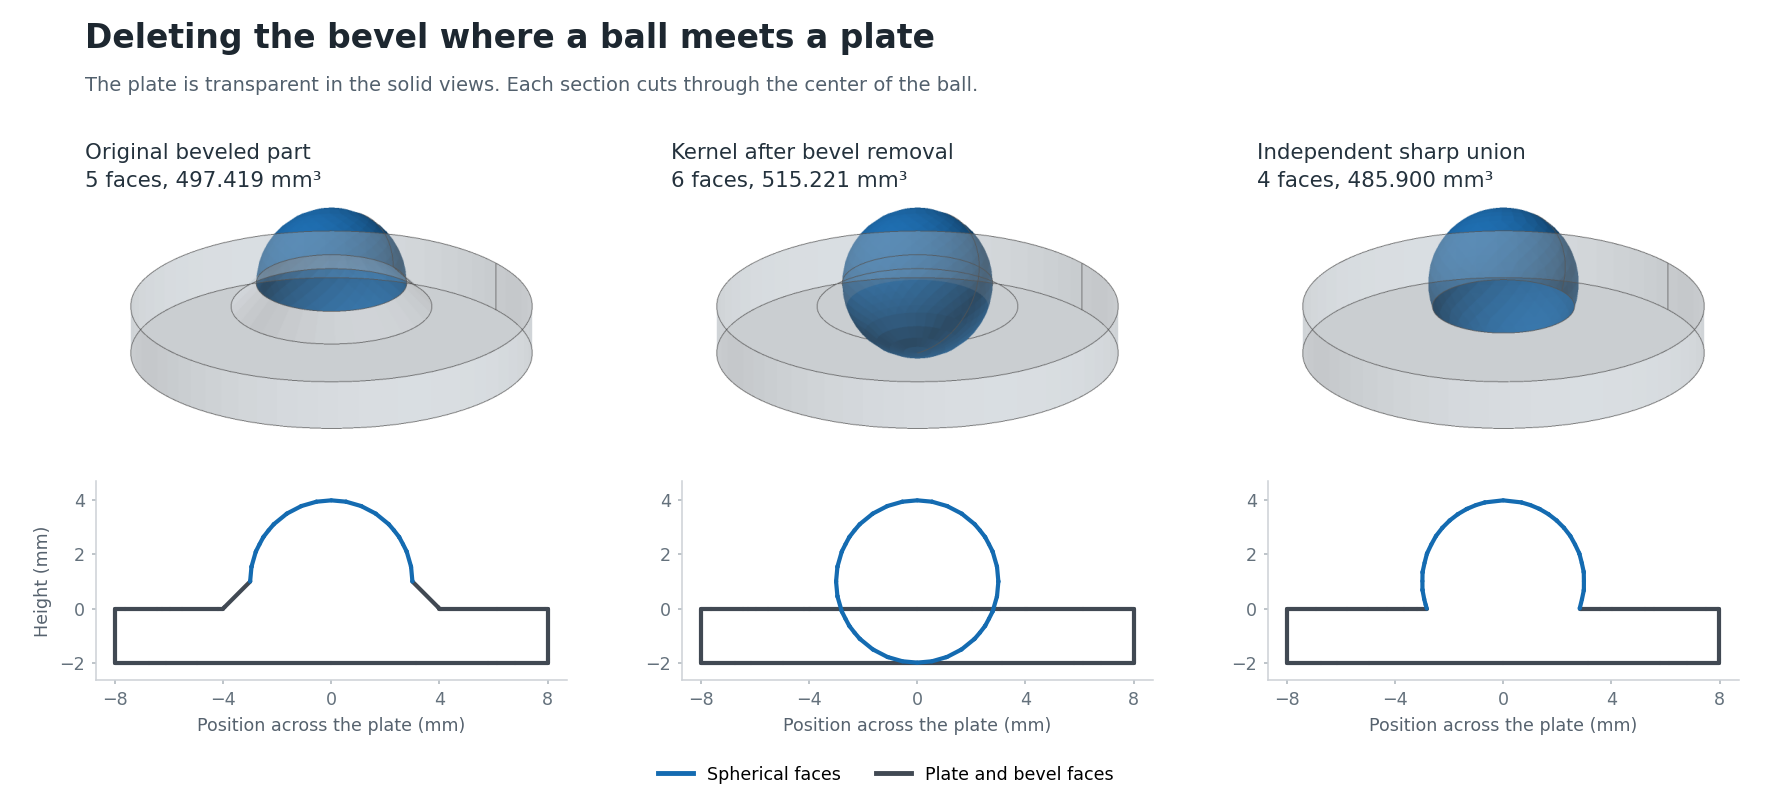 Deleting the bevel where a ball meets a plate
The plate is transparent in the solid views. Each section cuts through the center of the ball.
Original beveled part
5 faces, 497.419 mm³
Kernel after bevel removal
6 faces, 515.221 mm³
Independent sharp union
4 faces, 485.900 mm³
Height (mm)
4
2
0
−2
−8
−4
0
4
8
Position across the plate (mm)
4
2
0
−2
−8
−4
0
4
8
Position across the plate (mm)
4
2
0
−2
−8
−4
0
4
8
Position across the plate (mm)
Spherical faces
Plate and bevel faces